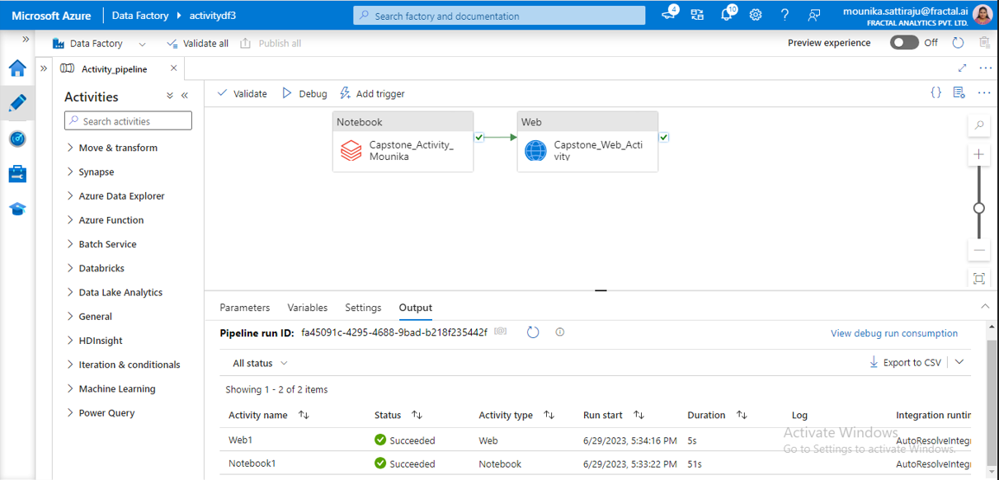 Microsoft Azure Data Factory activitydf3 Search factory and documentation 4 10 mounika.sattiraju@fractal.ai
FRACTAL ANALYTICS PVT. LTD.
Data Factory Validate all Publish all Preview experience Off
Activity_pipeline
Activities
Search activities
Move & transform
Synapse
Azure Data Explorer
Azure Function
Batch Service
Databricks
Data Lake Analytics
General
HDInsight
Iteration & conditionals
Machine Learning
Power Query
Validate Debug Add trigger
Notebook
Capstone_Activity_
Mounika
Web
Capstone_Web_Acti
vity
Parameters Variables Settings Output
Pipeline run ID: fa45091c-4295-4688-9bad-b218f235442f View debug run consumption
All status Export to CSV
Showing 1 - 2 of 2 items
Activity name Status Activity type Run start Duration Log Integration runtin
Web1 Succeeded Web 6/29/2023, 5:34:16 PM 5s AutoResolveInteg
Notebook1 Succeeded Notebook 6/29/2023, 5:33:22 PM 51s AutoResolveInteg
Activate Windows
Go to Settings to activate Windows.